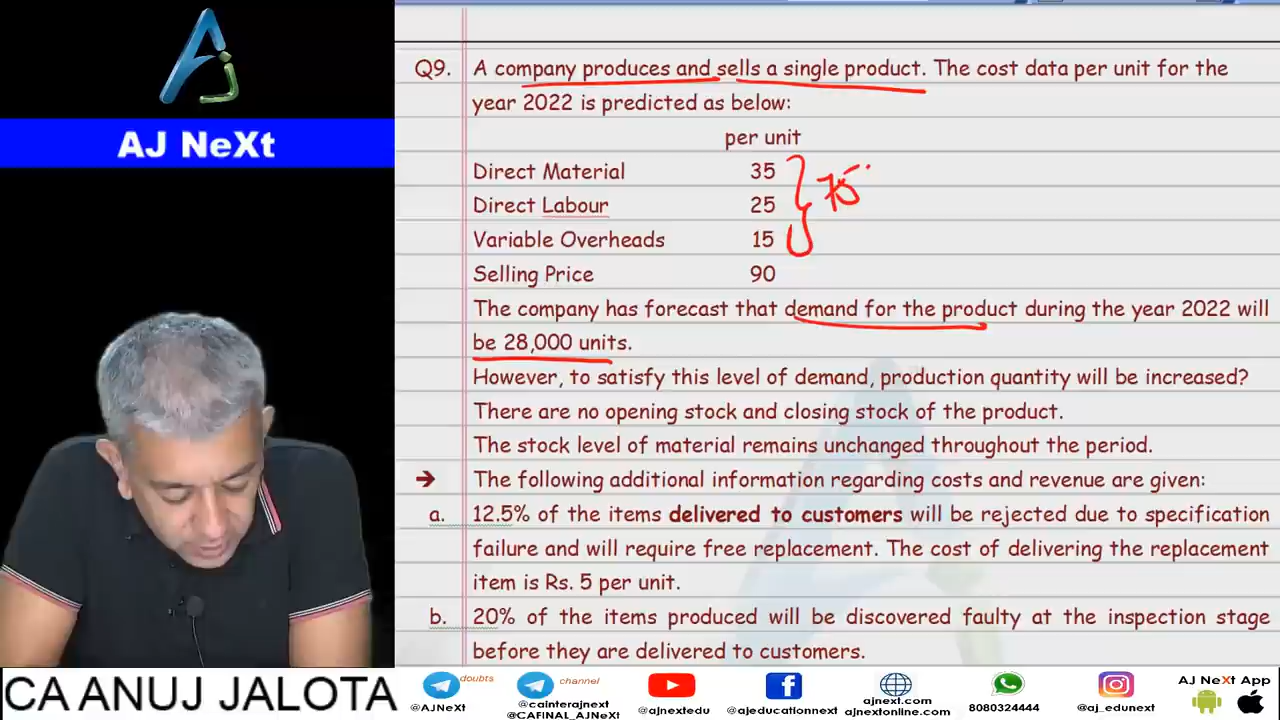 AJ NeXt
Q9. A company produces and sells a single product. The cost data per unit for the
year 2022 is predicted as below:
per unit
Direct Material 35
Direct Labour 25
Variable Overheads 15
75
Selling Price 90
The company has forecast that demand for the product during the year 2022 will
be 28,000 units.
However, to satisfy this level of demand, production quantity will be increased?
There are no opening stock and closing stock of the product.
The stock level of material remains unchanged throughout the period.
→ The following additional information regarding costs and revenue are given:
a. 12.5% of the items delivered to customers will be rejected due to specification
failure and will require free replacement. The cost of delivering the replacement
item is Rs. 5 per unit.
b. 20% of the items produced will be discovered faulty at the inspection stage
before they are delivered to customers.
CA ANUJ JALOTA
doubts
@AJNeXt
channel
@cainterajnext
@CAFINAL_AJNeXt
@ajnextedu
@ajeducationnext
ajnext.com
ajnextonline.com
8080324444
@aj_edunext
AJ NeXt App